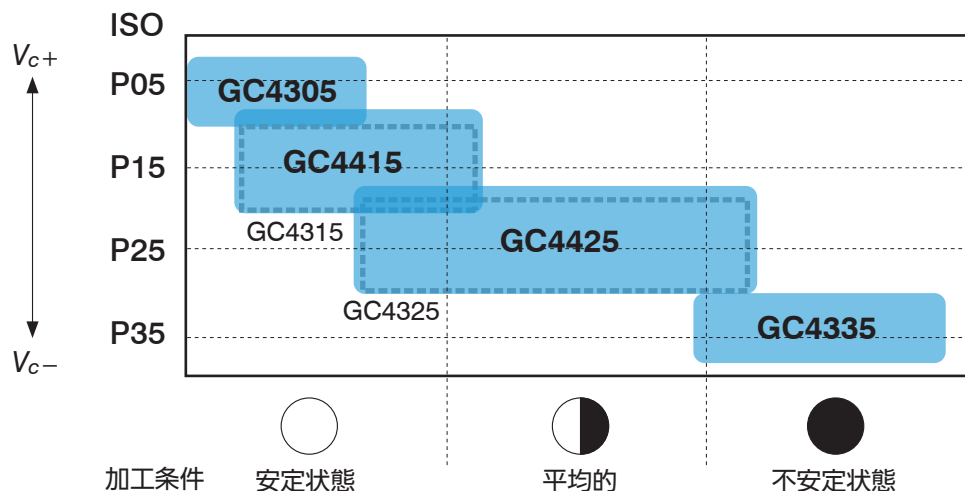 ISO
Vc+
P05
GC4305
P15
GC4415
GC4315
P25
GC4425
GC4325
P35
GC4335
Vc−
加工条件 安定状態 平均的 不安定状態